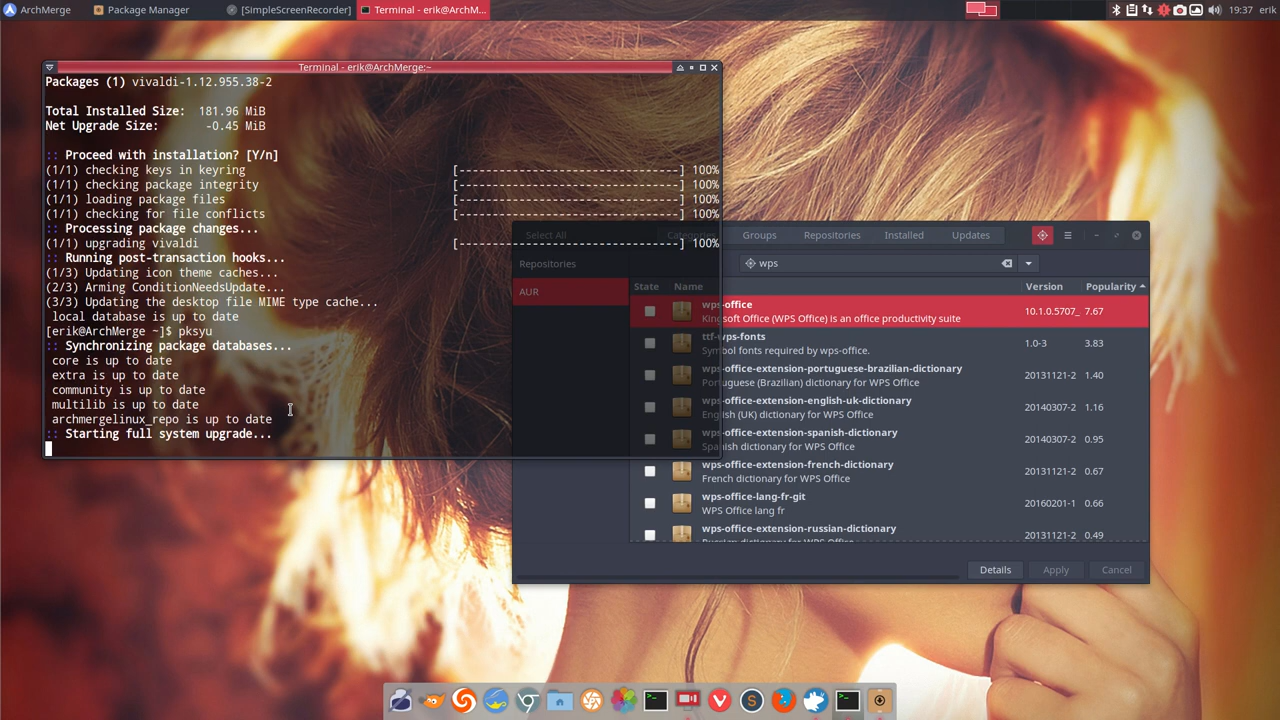 ArchMerge
Package Manager
[SimpleScreenRecorder]
Terminal - erik@ArchM...
19:37
erik
Terminal - erik@ArchMerge:~
Packages (1) vivaldi-1.12.955.38-2
Total Installed Size:  181.96 MiB
Net Upgrade Size:       -0.45 MiB
:: Proceed with installation? [Y/n]
(1/1) checking keys in keyring [---------------------------------] 100%
(1/1) checking package integrity [---------------------------------] 100%
(1/1) loading package files [---------------------------------] 100%
(1/1) checking for file conflicts [---------------------------------] 100%
:: Processing package changes...
(1/1) upgrading vivaldi [---------------------------------] 100%
:: Running post-transaction hooks...
(1/3) Updating icon theme caches...
(2/3) Arming ConditionNeedsUpdate...
(3/3) Updating the desktop file MIME type cache...
local database is up to date
[erik@ArchMerge ~]$ pksyu
:: Synchronizing package databases...
core is up to date
extra is up to date
community is up to date
multilib is up to date
archmergelinux_repo is up to date
:: Starting full system upgrade...
Select All
Categories
Groups
Repositories
Installed
Updates
Repositories
AUR
wps
State Name Version Popularity
wps-office 10.1.0.5707_ 7.67
Kingsoft Office (WPS Office) is an office productivity suite
ttf-wps-fonts 1.0-3 3.83
Symbol fonts required by wps-office.
wps-office-extension-portuguese-brazilian-dictionary 20131121-2 1.40
Portuguese (Brazilian) dictionary for WPS Office
wps-office-extension-english-uk-dictionary 20140307-2 1.16
English (UK) dictionary for WPS Office
wps-office-extension-spanish-dictionary 20140307-2 0.95
Spanish dictionary for WPS Office
wps-office-extension-french-dictionary 20131121-2 0.67
French dictionary for WPS Office
wps-office-lang-fr-git 20160201-1 0.66
WPS Office lang fr
wps-office-extension-russian-dictionary 20131121-2 0.49
Russian dictionary for WPS Office
Details
Apply
Cancel